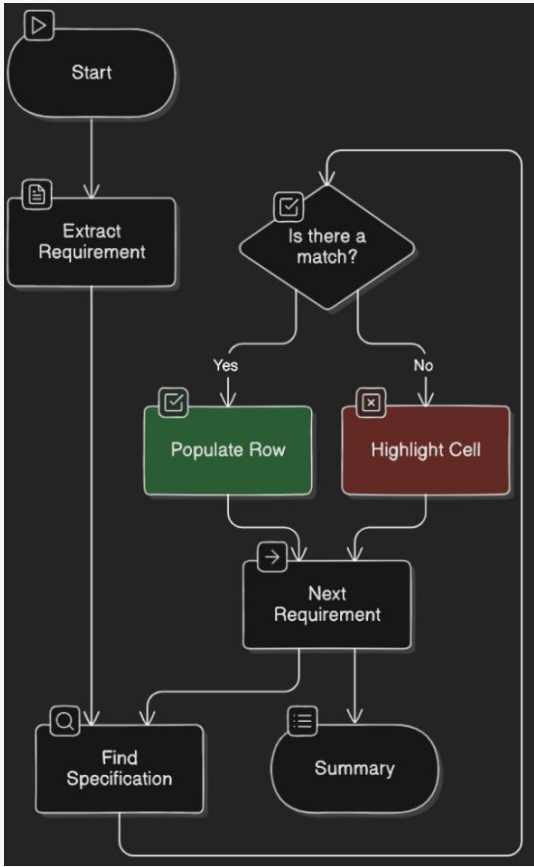 Start
Extract
Requirement
Is there a
match?
Yes
No
Populate Row
Highlight Cell
Next
Requirement
Find
Specification
Summary